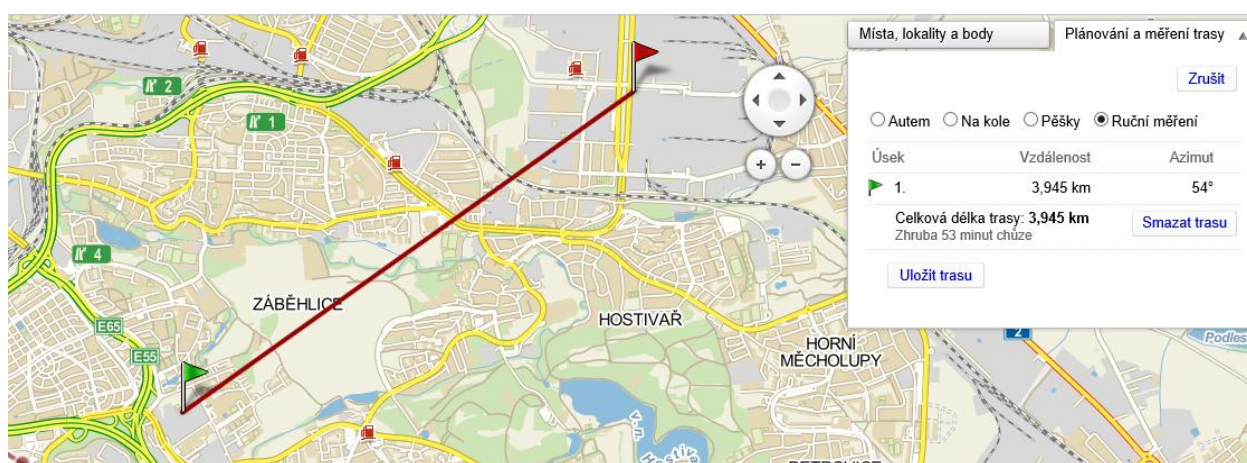 Místa, lokality a body
Plánování a měření trasy
Zrušit
Autem Na kole Pěšky Ruční měření
Úsek Vzdálenost Azimut
1. 3,945 km 54°
Celková délka trasy: 3,945 km
Zhruba 53 minut chůze
Smazat trasu
Uložit trasu
2
1
4
ZÁBĚHLICE
E65
E55
HOSTIVAŘ
HORNÍ
MĚCHOLUPY
2
Podles
v.n.
Hostiva
PETROVICE